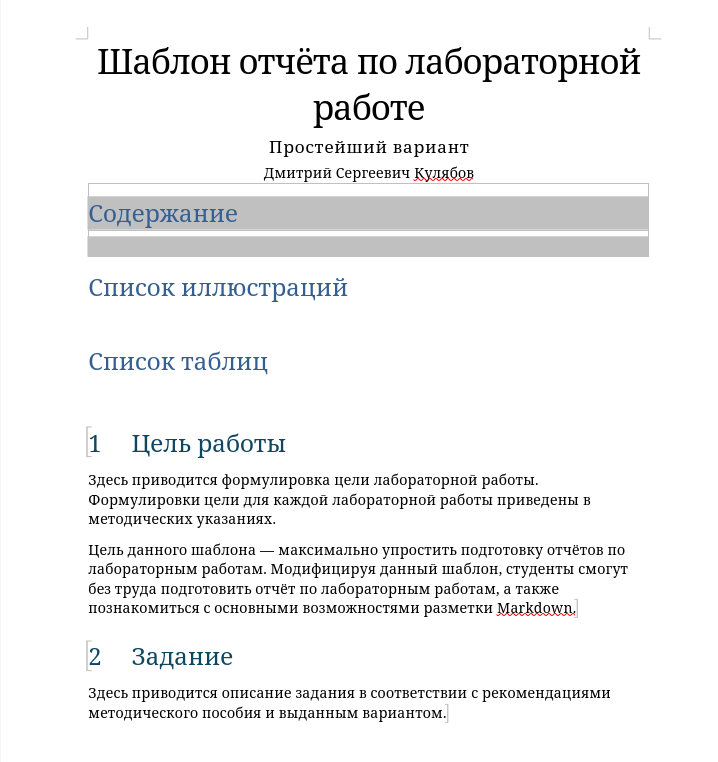 Шаблон отчёта по лабораторной
работе
Простейший вариант
Дмитрий Сергеевич Кулябов
Содержание
Список иллюстраций
Список таблиц
1 Цель работы
Здесь приводится формулировка цели лабораторной работы.
Формулировки цели для каждой лабораторной работы приведены в
методических указаниях.
Цель данного шаблона — максимально упростить подготовку отчётов по
лабораторным работам. Модифицируя данный шаблон, студенты смогут
без труда подготовить отчёт по лабораторным работам, а также
познакомиться с основными возможностями разметки Markdown.
2 Задание
Здесь приводится описание задания в соответствии с рекомендациями
методического пособия и выданным вариантом.